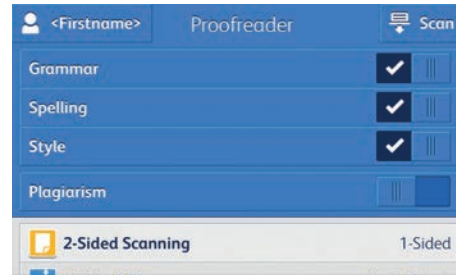 <Firstname> Proofreader Scan
Grammar
Spelling
Style
Plagiarism
2-Sided Scanning 1-Sided